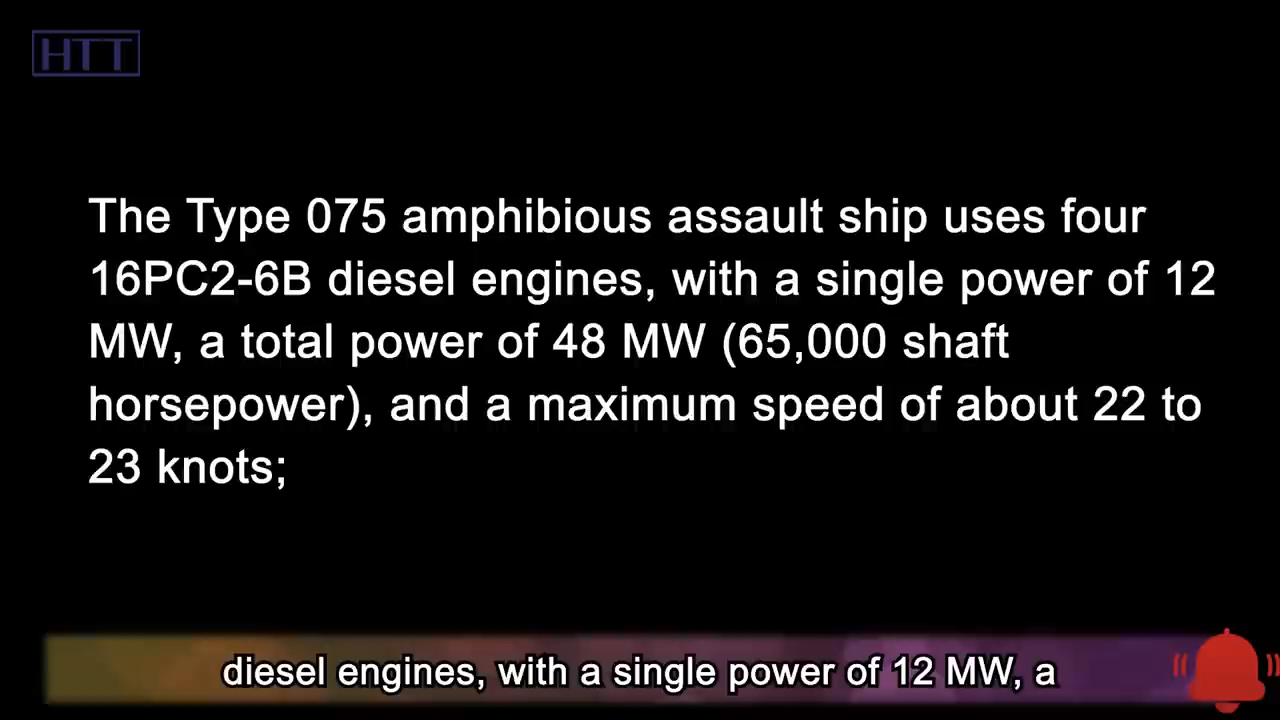 HTT
The Type 075 amphibious assault ship uses four
16PC2-6B diesel engines, with a single power of 12
MW, a total power of 48 MW (65,000 shaft
horsepower), and a maximum speed of about 22 to
23 knots;
diesel engines, with a single power of 12 MW, a